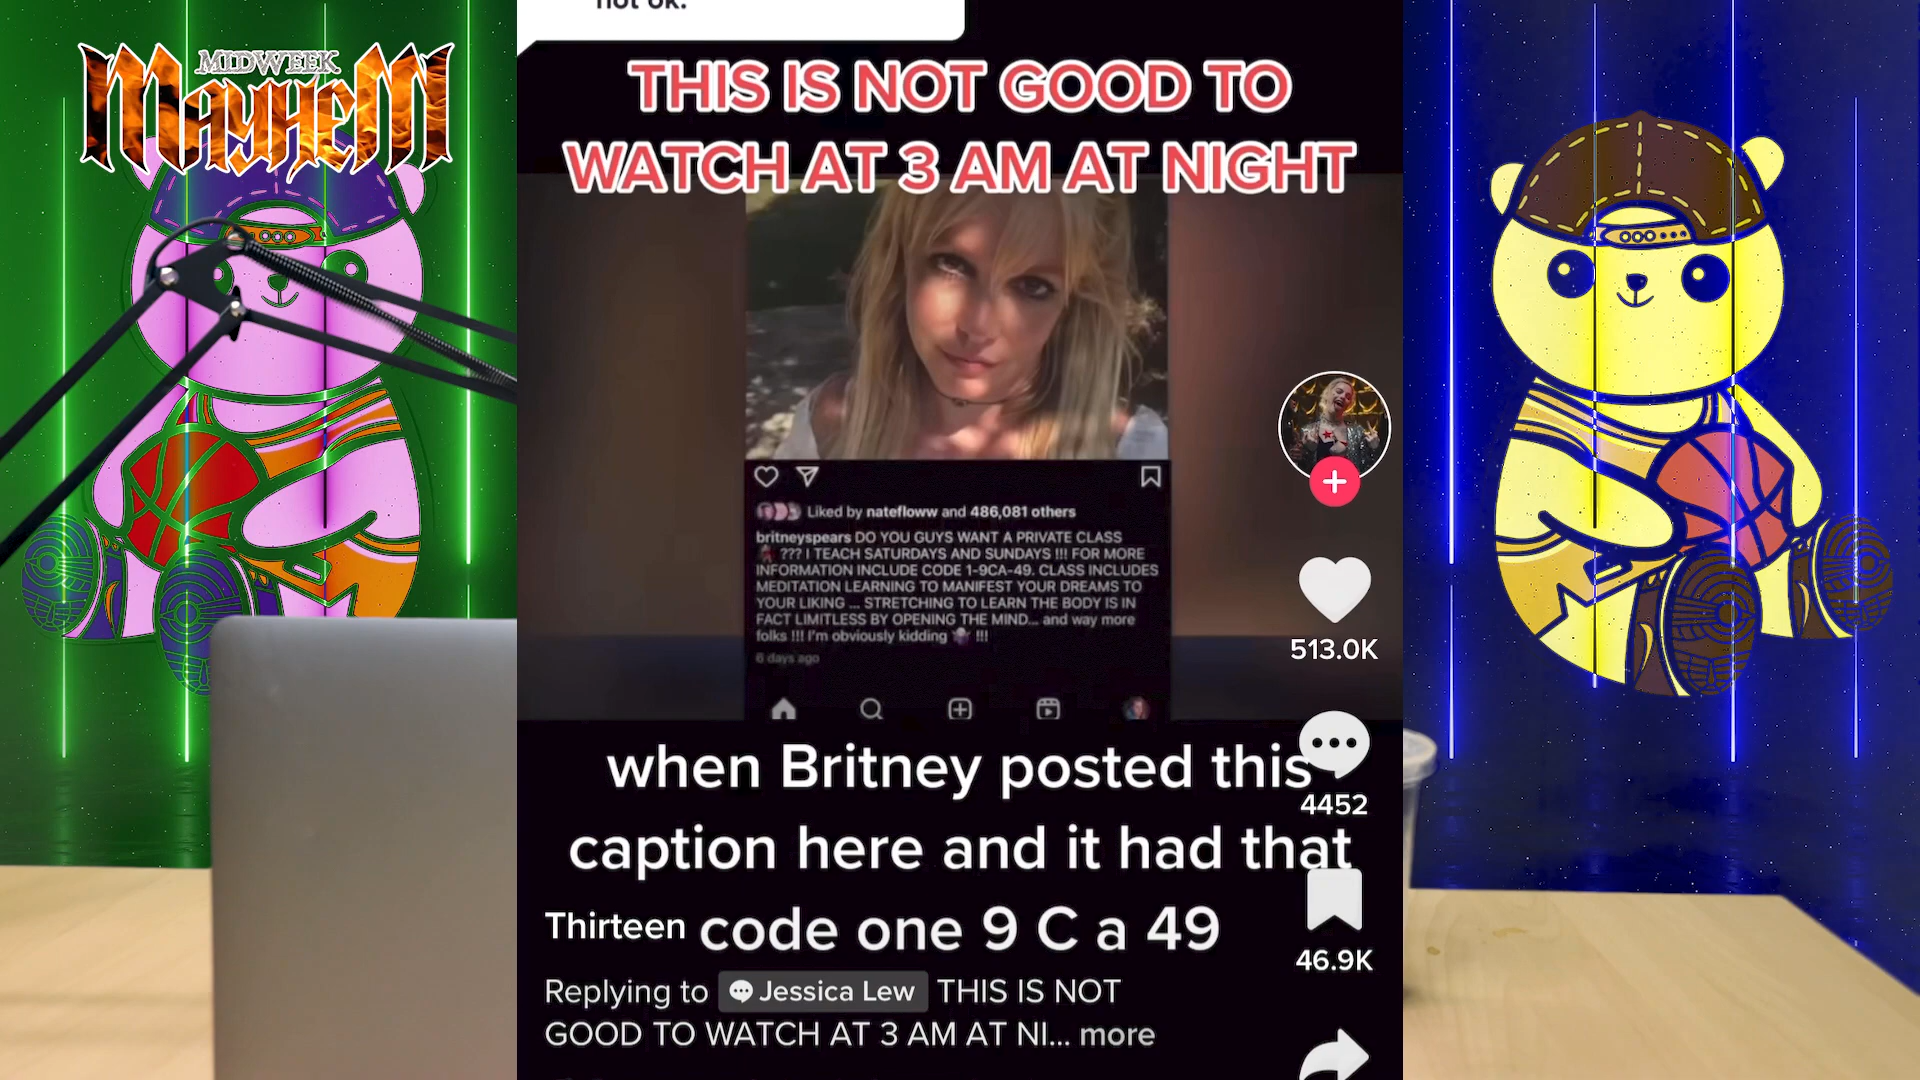 not ok.
MIDWEEK
MAYHEM
THIS IS NOT GOOD TO
WATCH AT 3 AM AT NIGHT
Liked by natefloww and 486,081 others
britneyspears DO YOU GUYS WANT A PRIVATE CLASS
??? I TEACH SATURDAYS AND SUNDAYS !!! FOR MORE
INFORMATION INCLUDE CODE 1-9CA-49. CLASS INCLUDES
MEDITATION LEARNING TO MANIFEST YOUR DREAMS TO
YOUR LIKING ... STRETCHING TO LEARN THE BODY IS IN
FACT LIMITLESS BY OPENING THE MIND... and way more
folks !!! I'm obviously kidding !!!
6 days ago
513.0K
when Britney posted this
4452
caption here and it had that
Thirteen code one 9 C a 49
46.9K
Replying to Jessica Lew THIS IS NOT
GOOD TO WATCH AT 3 AM AT NI... more